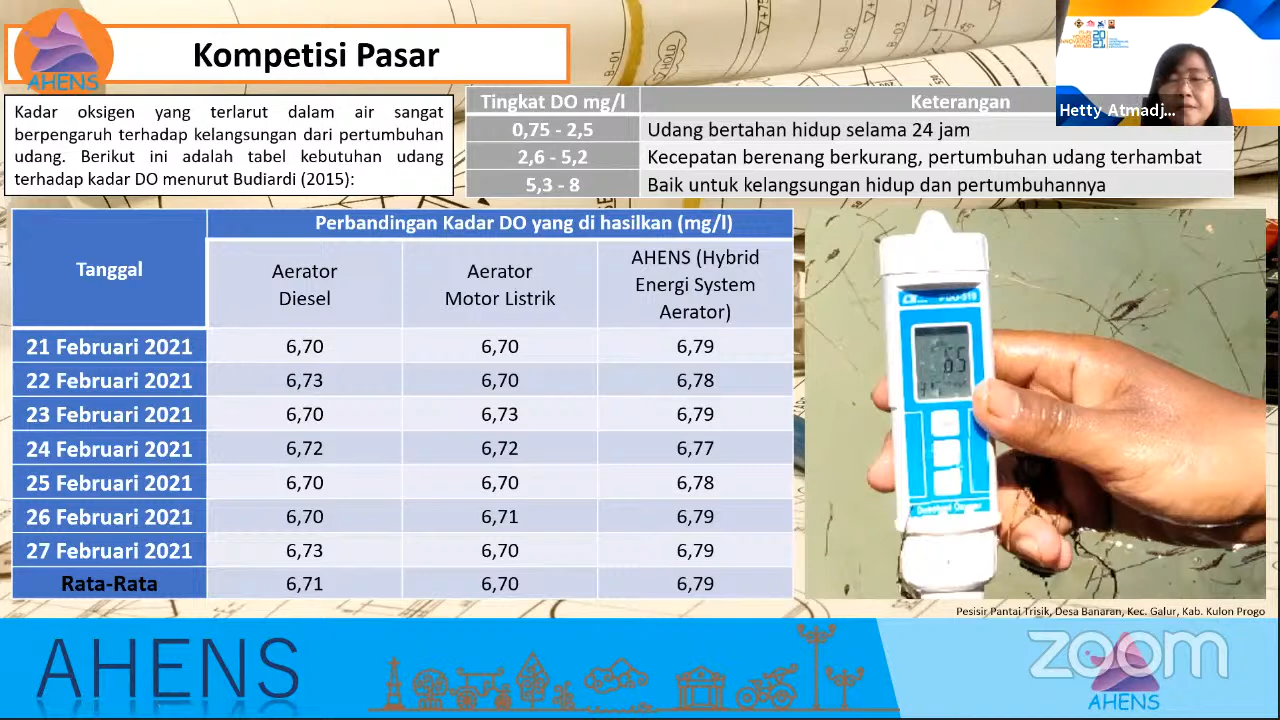 AHENS
Kompetisi Pasar
Kadar oksigen yang terlarut dalam air sangat
berpengaruh terhadap kelangsungan dari pertumbuhan
udang. Berikut ini adalah tabel kebutuhan udang
terhadap kadar DO menurut Budiardi (2015):
Tingkat DO mg/l Keterangan
0,75 - 2,5 Udang bertahan hidup selama 24 jam
2,6 - 5,2 Kecepatan berenang berkurang, pertumbuhan udang terhambat
5,3 - 8 Baik untuk kelangsungan hidup dan pertumbuhannya
2021
Hetty Atmadj...
Tanggal
Perbandingan Kadar DO yang di hasilkan (mg/l)
Aerator
Diesel
Aerator
Motor Listrik
AHENS (Hybrid
Energi System
Aerator)
21 Februari 2021 6,70 6,70 6,79
22 Februari 2021 6,73 6,70 6,78
23 Februari 2021 6,70 6,73 6,79
24 Februari 2021 6,72 6,72 6,77
25 Februari 2021 6,70 6,70 6,78
26 Februari 2021 6,70 6,71 6,79
27 Februari 2021 6,73 6,70 6,79
Rata-Rata 6,71 6,70 6,79
6.5
Dissolved Oxygen
Pesisir Pantai Trisik, Desa Banaran, Kec. Galur, Kab. Kulon Progo
AHENS
zoom
AHENS